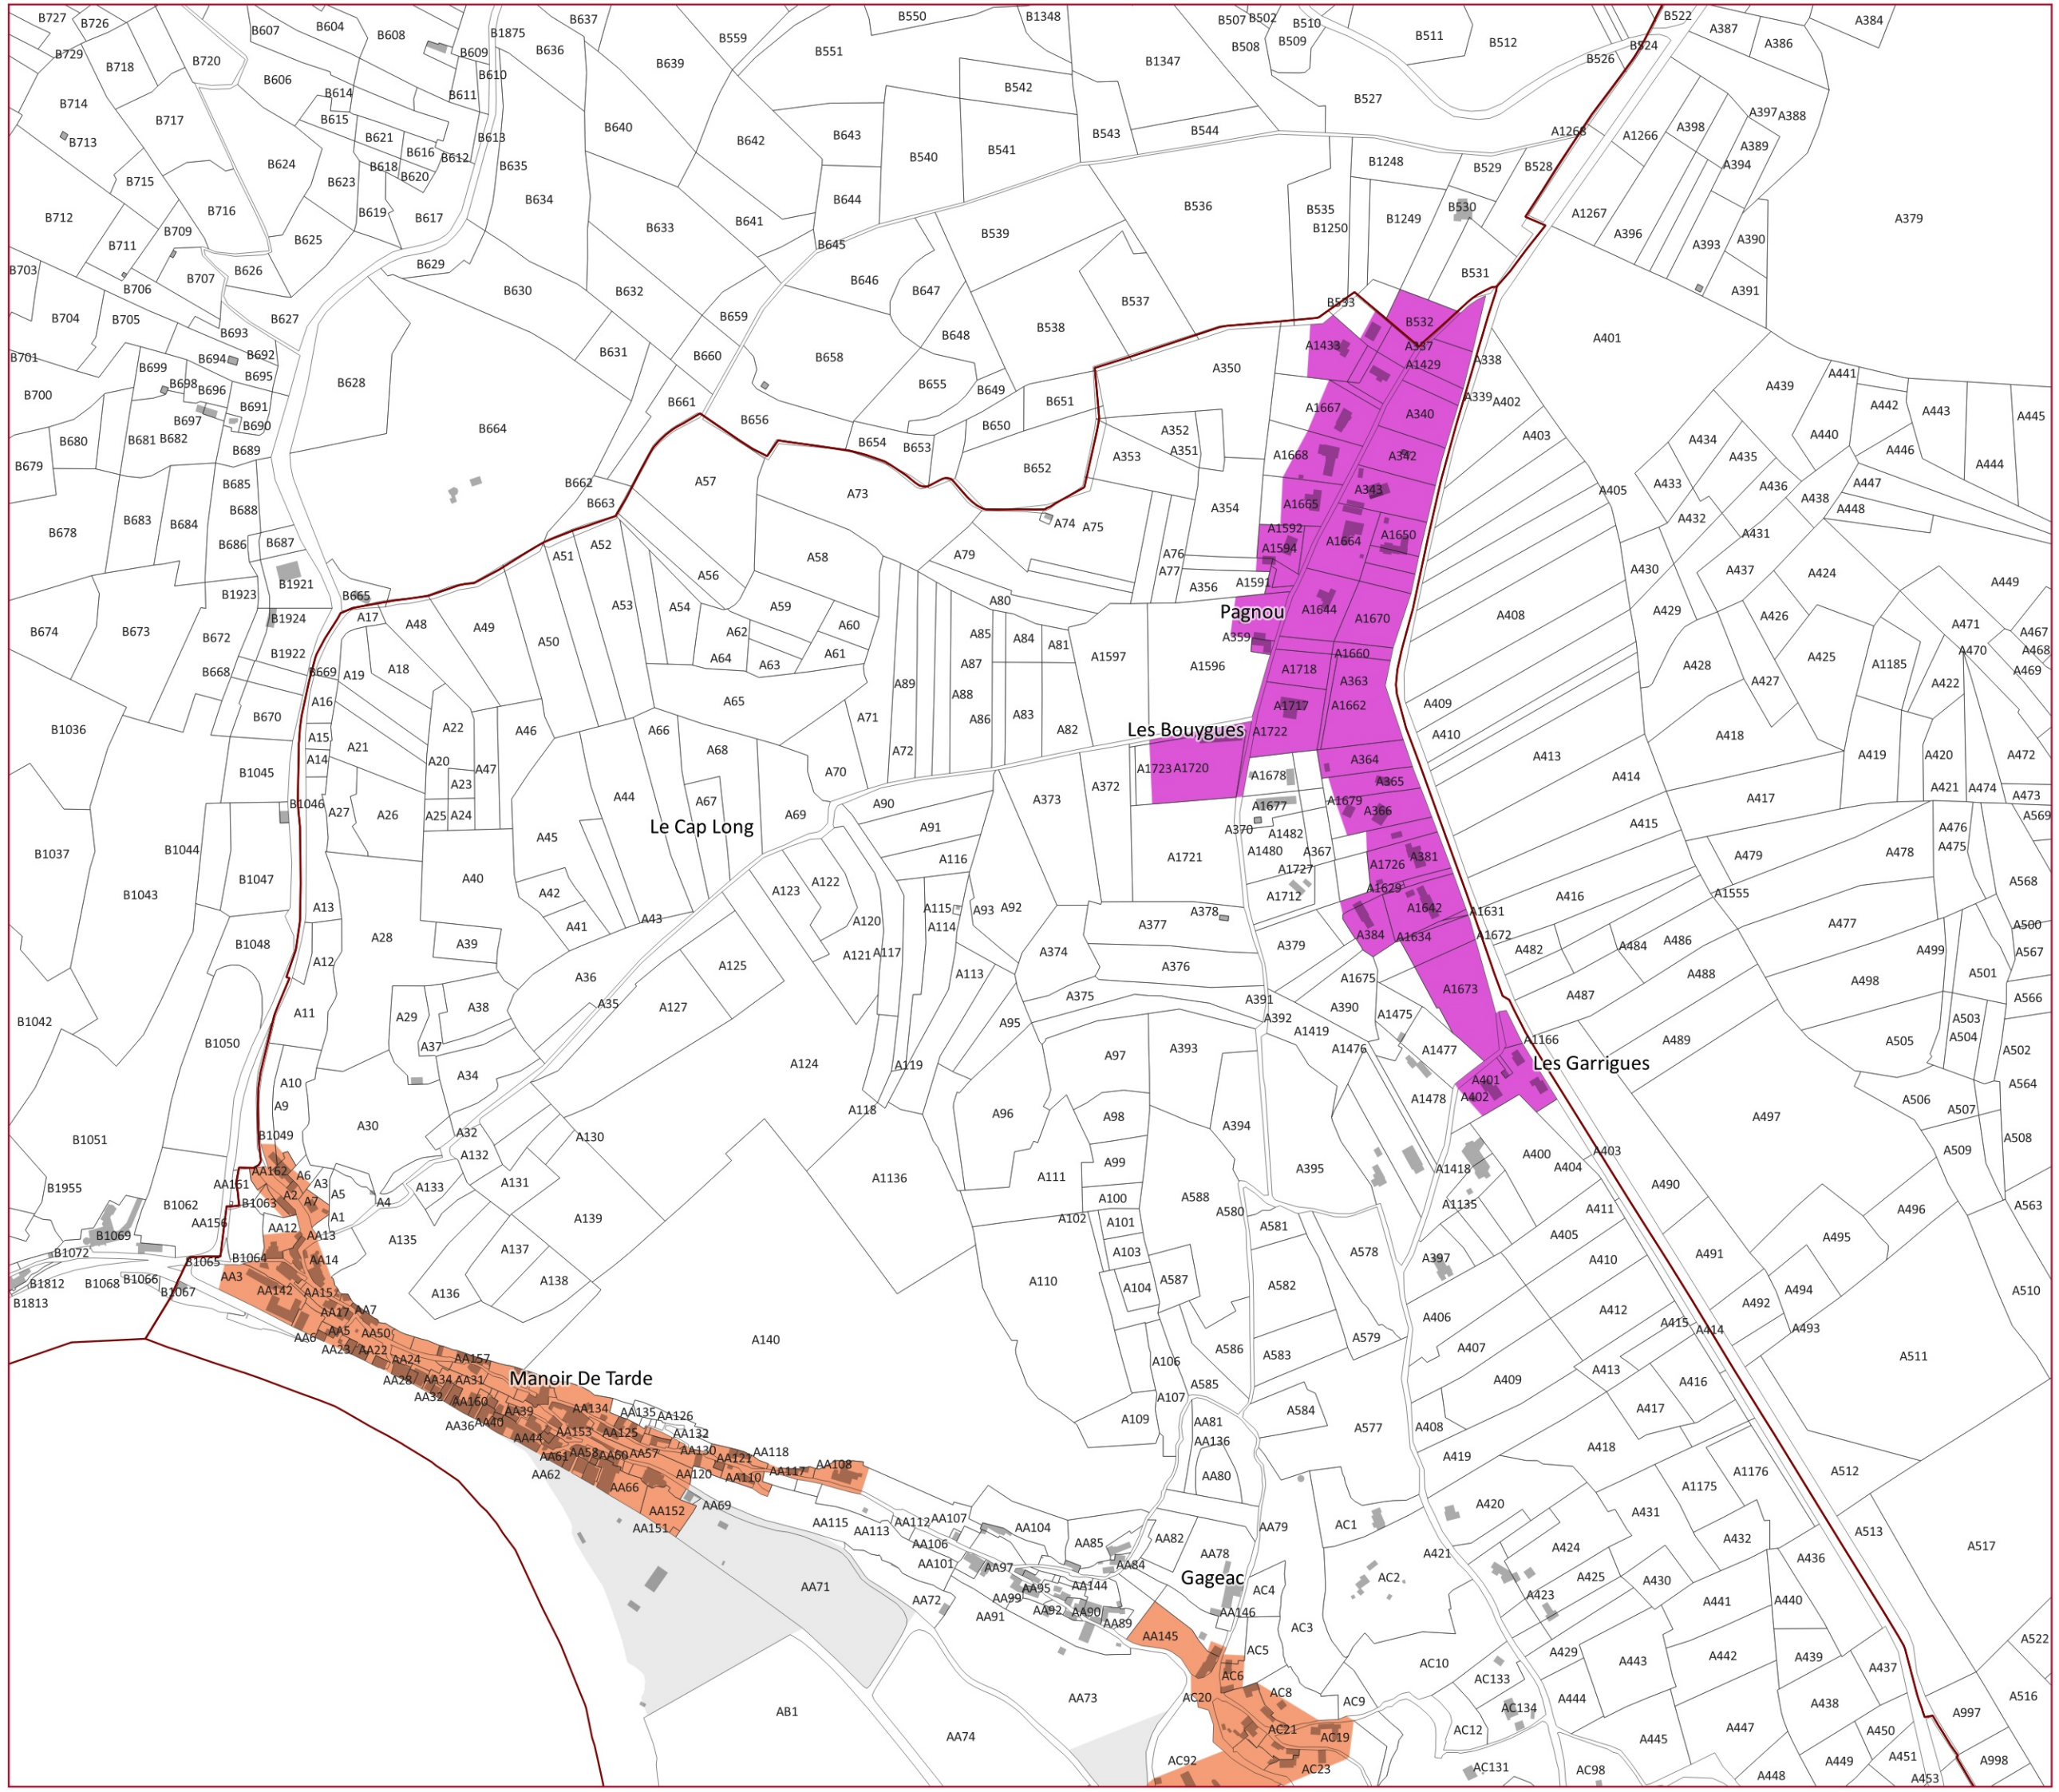 B727
B726
B607
B604
B608
B1875
B637
B550
B1348
B507
B502
B510
B522
A387
A384
B729
B718
B720
B609
B636
B559
B551
B508
B509
B511
B512
B524
A386
B606
B610
B639
B1347
B526
B714
B614
B611
B542
B527
A397
A388
B717
B615
B621
B613
B640
B642
B643
B543
B544
A1268
A1266
A398
B713
B616
B612
B540
B541
A389
B624
B618
B620
B635
B1248
B529
B528
A394
B715
B623
B634
B644
B536
B535
B1249
B530
B712
B716
B619
B617
B633
B641
B539
B1250
A1267
A396
A393
A390
A379
B711
B709
B625
B645
B703
B707
B626
B629
B646
B531
B706
B630
B632
B647
B537
B533
A391
B704
B705
B693
B627
B659
B648
B538
B532
A401
B701
B694
B692
B631
B660
B658
A350
A1433
A337
A1429
A338
B699
B698
B695
B628
B655
B649
A439
A441
B700
B696
B691
B661
B656
B651
A1667
A340
A339
A402
A442
A443
A445
B697
B690
B680
B681
B682
B689
B664
B654
B653
B650
A352
A351
A353
A403
A434
A440
A446
B679
B652
A1668
A342
A435
A444
B685
B662
B663
A57
A73
A354
A1665
A343
A405
A433
A436
A438
A447
A448
B678
B683
B684
B688
A74
A75
A432
A431
B686
B687
A51
A52
A58
A79
A76
A1592
A1594
A1664
A1650
B1921
A56
A77
A1591
A430
A437
A424
A449
B1923
B665
A356
B1924
A17
A48
A49
A53
A54
A59
A80
Pagnou
A1644
A1670
A408
A429
A426
B674
B673
B672
A50
A62
A60
A85
A84
A81
A359
A471
A467
B1922
A64
A63
A61
A87
A1597
A1596
A1660
A425
A1185
A470
A468
B668
B669
A19
A18
A89
A1718
A363
A428
A427
A422
A469
A16
A65
A88
A1717
A1662
A409
B1036
B670
A22
A46
A66
A71
A86
A83
A82
Les Bouygues
A1722
A410
A418
A15
A21
A68
A72
A14
A20
A47
A70
A1723
A1720
A1678
A364
A413
A414
A419
A420
A472
B1045
A23
A44
A67
A90
A373
A372
A365
A421
A474
A473
B1046
A27
A26
A25
A24
A69
A1677
A1679
A366
A417
A569
Le Cap Long
A91
A370
A1482
A415
A476
B1037
B1044
A45
A116
A1721
A1480
A367
A1726
A381
A479
A478
A475
B1043
B1047
A40
A42
A123
A122
A1727
A1712
A1629
A416
A1555
A568
A13
A41
A43
A120
A115
A93
A92
A378
A1642
A1631
A477
A500
B1048
A28
A39
A114
A377
A384
A1634
A1672
A484
A486
A12
A121
A117
A374
A379
A482
A499
A567
A36
A125
A113
A376
A1675
A1673
A488
A498
A501
B1042
A11
A29
A38
A35
A127
A375
A391
A390
A487
A566
B1050
A37
A95
A392
A1419
A1475
A1166
A489
A505
A503
A504
A502
A10
A34
A124
A119
A97
A393
A1476
A1477
Les Garrigues
A9
A401
A564
B1051
A30
A32
A118
A96
A98
A1478
A402
A497
A506
A507
B1049
A130
A394
A508
AA162
A6
A132
A99
A1418
A400
A403
A509
B1955
AA161
A3
A5
A4
A133
A131
A1136
A111
A100
A395
A404
A490
B1062
B1063
A2
A7
A588
A1135
A411
A563
AA156
AA12
A1
A139
A102
A101
A580
A581
A496
B1069
AA13
A135
A137
A103
A578
A405
A495
B1072
B1065
B1064
AA14
A397
A410
A491
B1812
B1068
B1066
AA3
A138
A110
A104
A587
A582
A494
A510
B1813
B1067
AA142
AA15
A136
A492
AA17
AA7
A406
A412
A415
A414
A493
AA6
AA5
AA50
A140
A586
A579
A407
AA23
AA22
AA24
AA157
A106
A583
A413
A511
AA28
AA34
AA31
Manoir De Tarde
A107
A585
A409
A416
AA32
AA160
AA39
AA134
AA135
AA126
A109
AA81
A584
A577
A408
A417
AA36
AA40
AA44
AA153
AA125
AA132
AA136
A418
AA61
AA58
AA60
AA57
AA130
AA118
A419
AA62
AA120
AA121
AA117
AA108
AA80
A1176
A512
AA66
AA110
A1175
AA152
AA69
AA115
AA112
AA107
AA104
AA79
AC1
A420
A431
AA151
AA113
AA106
AA85
AA82
A432
A513
AA101
AA97
AA84
AA78
A421
A424
A436
A517
AA71
AA95
AA144
Gageac
AC4
AC2
A425
A430
AA72
AA99
AA92
AA90
AA89
AA146
A423
A441
A440
AA91
AA145
AC5
AC3
A429
A443
A442
A439
A437
A522
AC6
AC10
AC133
AA73
AC20
AC8
AC9
A444
A438
A516
AB1
AC134
A447
A997
AA74
AC21
AC19
AC12
A445
A450
AC92
AC23
AC131
AC98
A448
A449
A451
A998
A453